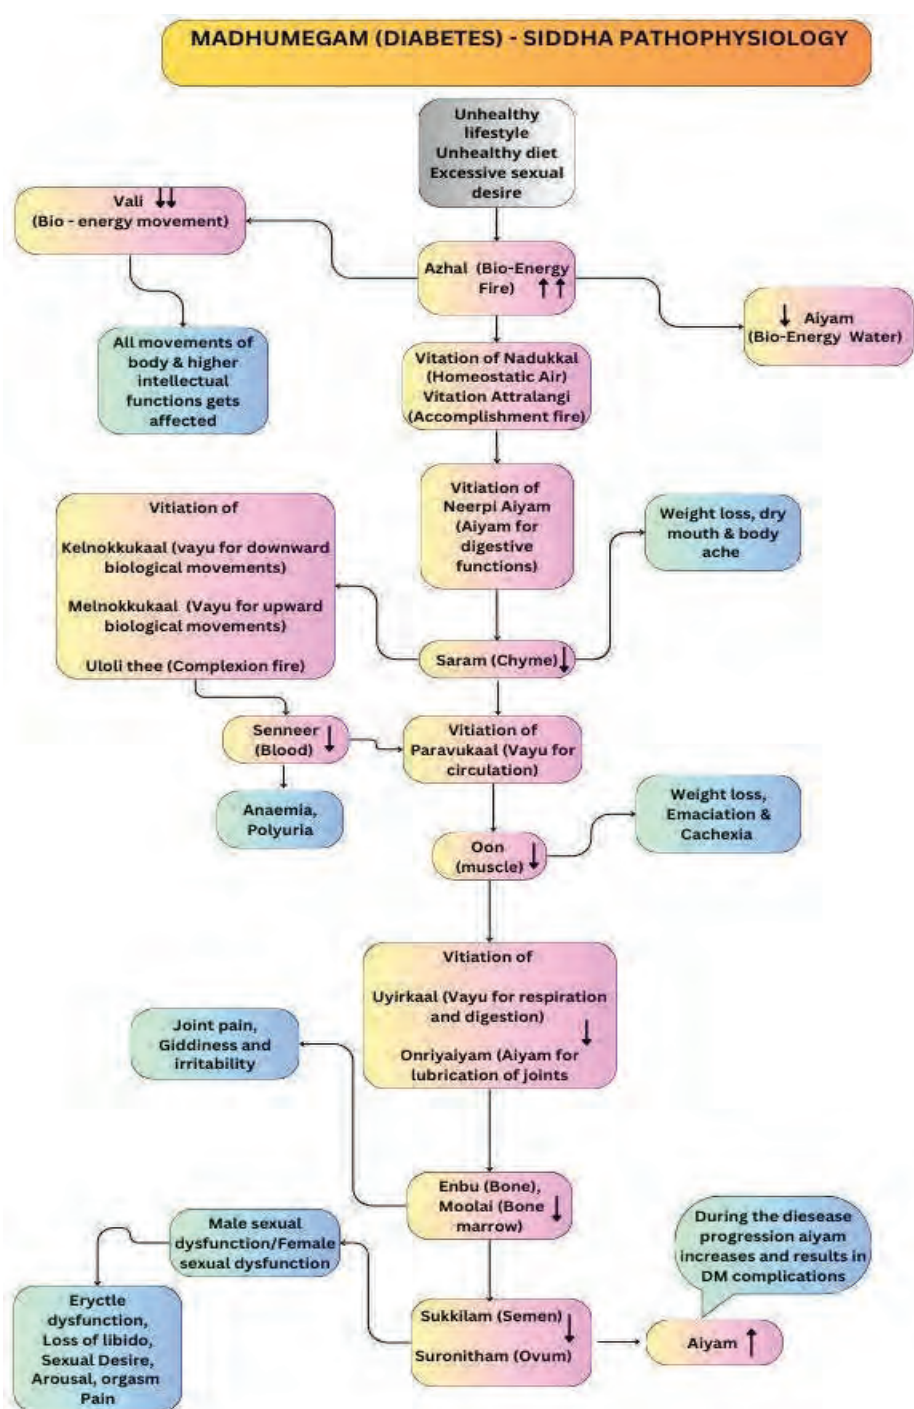 MADHUMEGAM (DIABETES) - SIDDHA PATHOPHYSIOLOGY
Unhealthy
lifestyle
Unhealthy diet
Excessive sexual
desire
Vali ↓↓
(Bio - energy movement)
Azhal (Bio-Energy
Fire) ↑↑
↓ Aiyam
(Bio-Energy Water)
All movements of
body & higher
intellectual
functions gets
affected
Vitation of Nadukkal
(Homeostatic Air)
Vitation Attralangi
(Accomplishment fire)
Vitiation of
Neerpi Aiyam
(Aiyam for
digestive
functions)
Vitiation of
Kelnokkukaal (vayu for downward
biological movements)
Melnokkukaal (Vayu for upward
biological movements)
Uloli thee (Complexion fire)
Weight loss, dry
mouth & body
ache
Saram (Chyme) ↓
Senneer ↓
(Blood)
Vitiation of
Paravukaal (Vayu for
circulation)
Anaemia,
Polyuria
Weight loss,
Emaciation &
Cachexia
Oon
(muscle) ↓
Vitiation of
Uyirkaal (Vayu for respiration
and digestion)
↓
Onriyaiyam (Aiyam for
lubrication of joints
Joint pain,
Giddiness and
irritability
Enbu (Bone),
Moolai (Bone ↓
marrow)
Male sexual
dysfunction/Female
sexual dysfunction
During the diesease
progression aiyam
increases and results in
DM complications
Eryctle
dysfunction,
Loss of libido,
Sexual Desire,
Arousal, orgasm
Pain
Sukkilam (Semen)
↓
Suronitham (Ovum)
Aiyam ↑